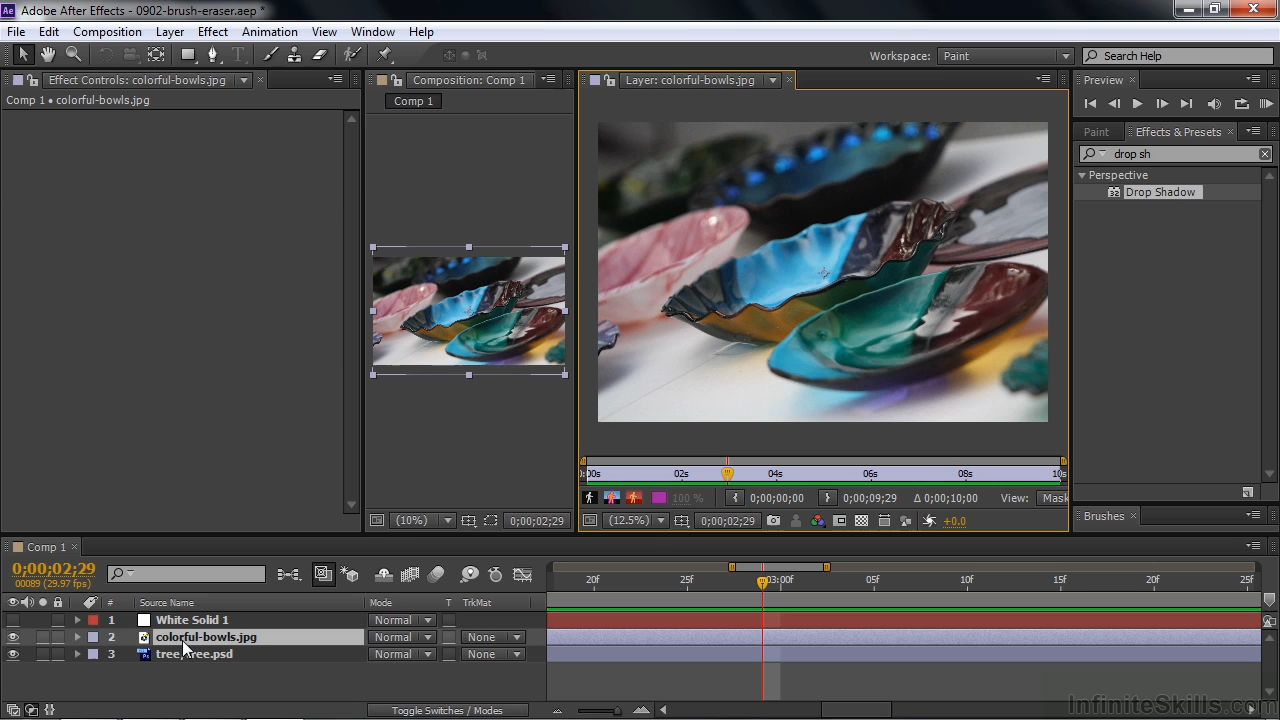 Adobe After Effects - 0902-brush-eraser.aep *
File Edit Composition Layer Effect Animation View Window Help
Workspace: Paint Search Help
Effect Controls: colorful-bowls.jpg
Comp 1 • colorful-bowls.jpg
Composition: Comp 1
Comp 1
Layer: colorful-bowls.jpg
Preview
Paint Effects & Presets
drop sh
Perspective
32 Drop Shadow
:00s 02s 04s 06s 08s 10s
100 % 0;00;00;00 0;00;09;29 Δ 0;00;10;00 View: Mask
(10%) 0;00;02;29
(12.5%) 0;00;02;29 +0.0
Brushes
Comp 1
0;00;02;29
00089 (29.97 fps)
20f 25f 03:00f 05f 10f 15f 20f 25f
# Source Name Mode T TrkMat
1 White Solid 1 Normal
2 colorful-bowls.jpg Normal None
3 tree, tree.psd Normal None
Toggle Switches / Modes
InfiniteSkills.com